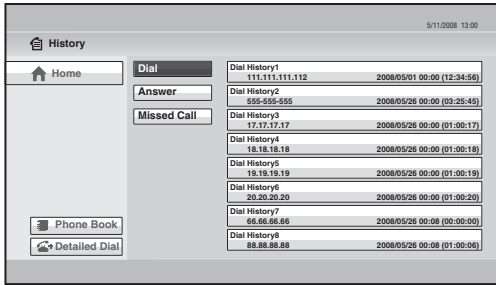 5/11/2008 13:00
History
Home
Dial
Answer
Missed Call
Dial History1
111.111.111.112 2008/05/01 00:00 (12:34:56)
Dial History2
555-555-555 2008/05/26 00:00 (03:25:45)
Dial History3
17.17.17.17 2008/05/26 00:00 (01:00:17)
Dial History4
18.18.18.18 2008/05/26 00:00 (01:00:18)
Dial History5
19.19.19.19 2008/05/26 00:00 (01:00:19)
Dial History6
20.20.20.20 2008/05/26 00:00 (01:00:20)
Dial History7
66.66.66.66 2008/05/26 00:08 (00:00:00)
Dial History8
88.88.88.88 2008/05/26 00:08 (01:00:06)
Phone Book
Detailed Dial